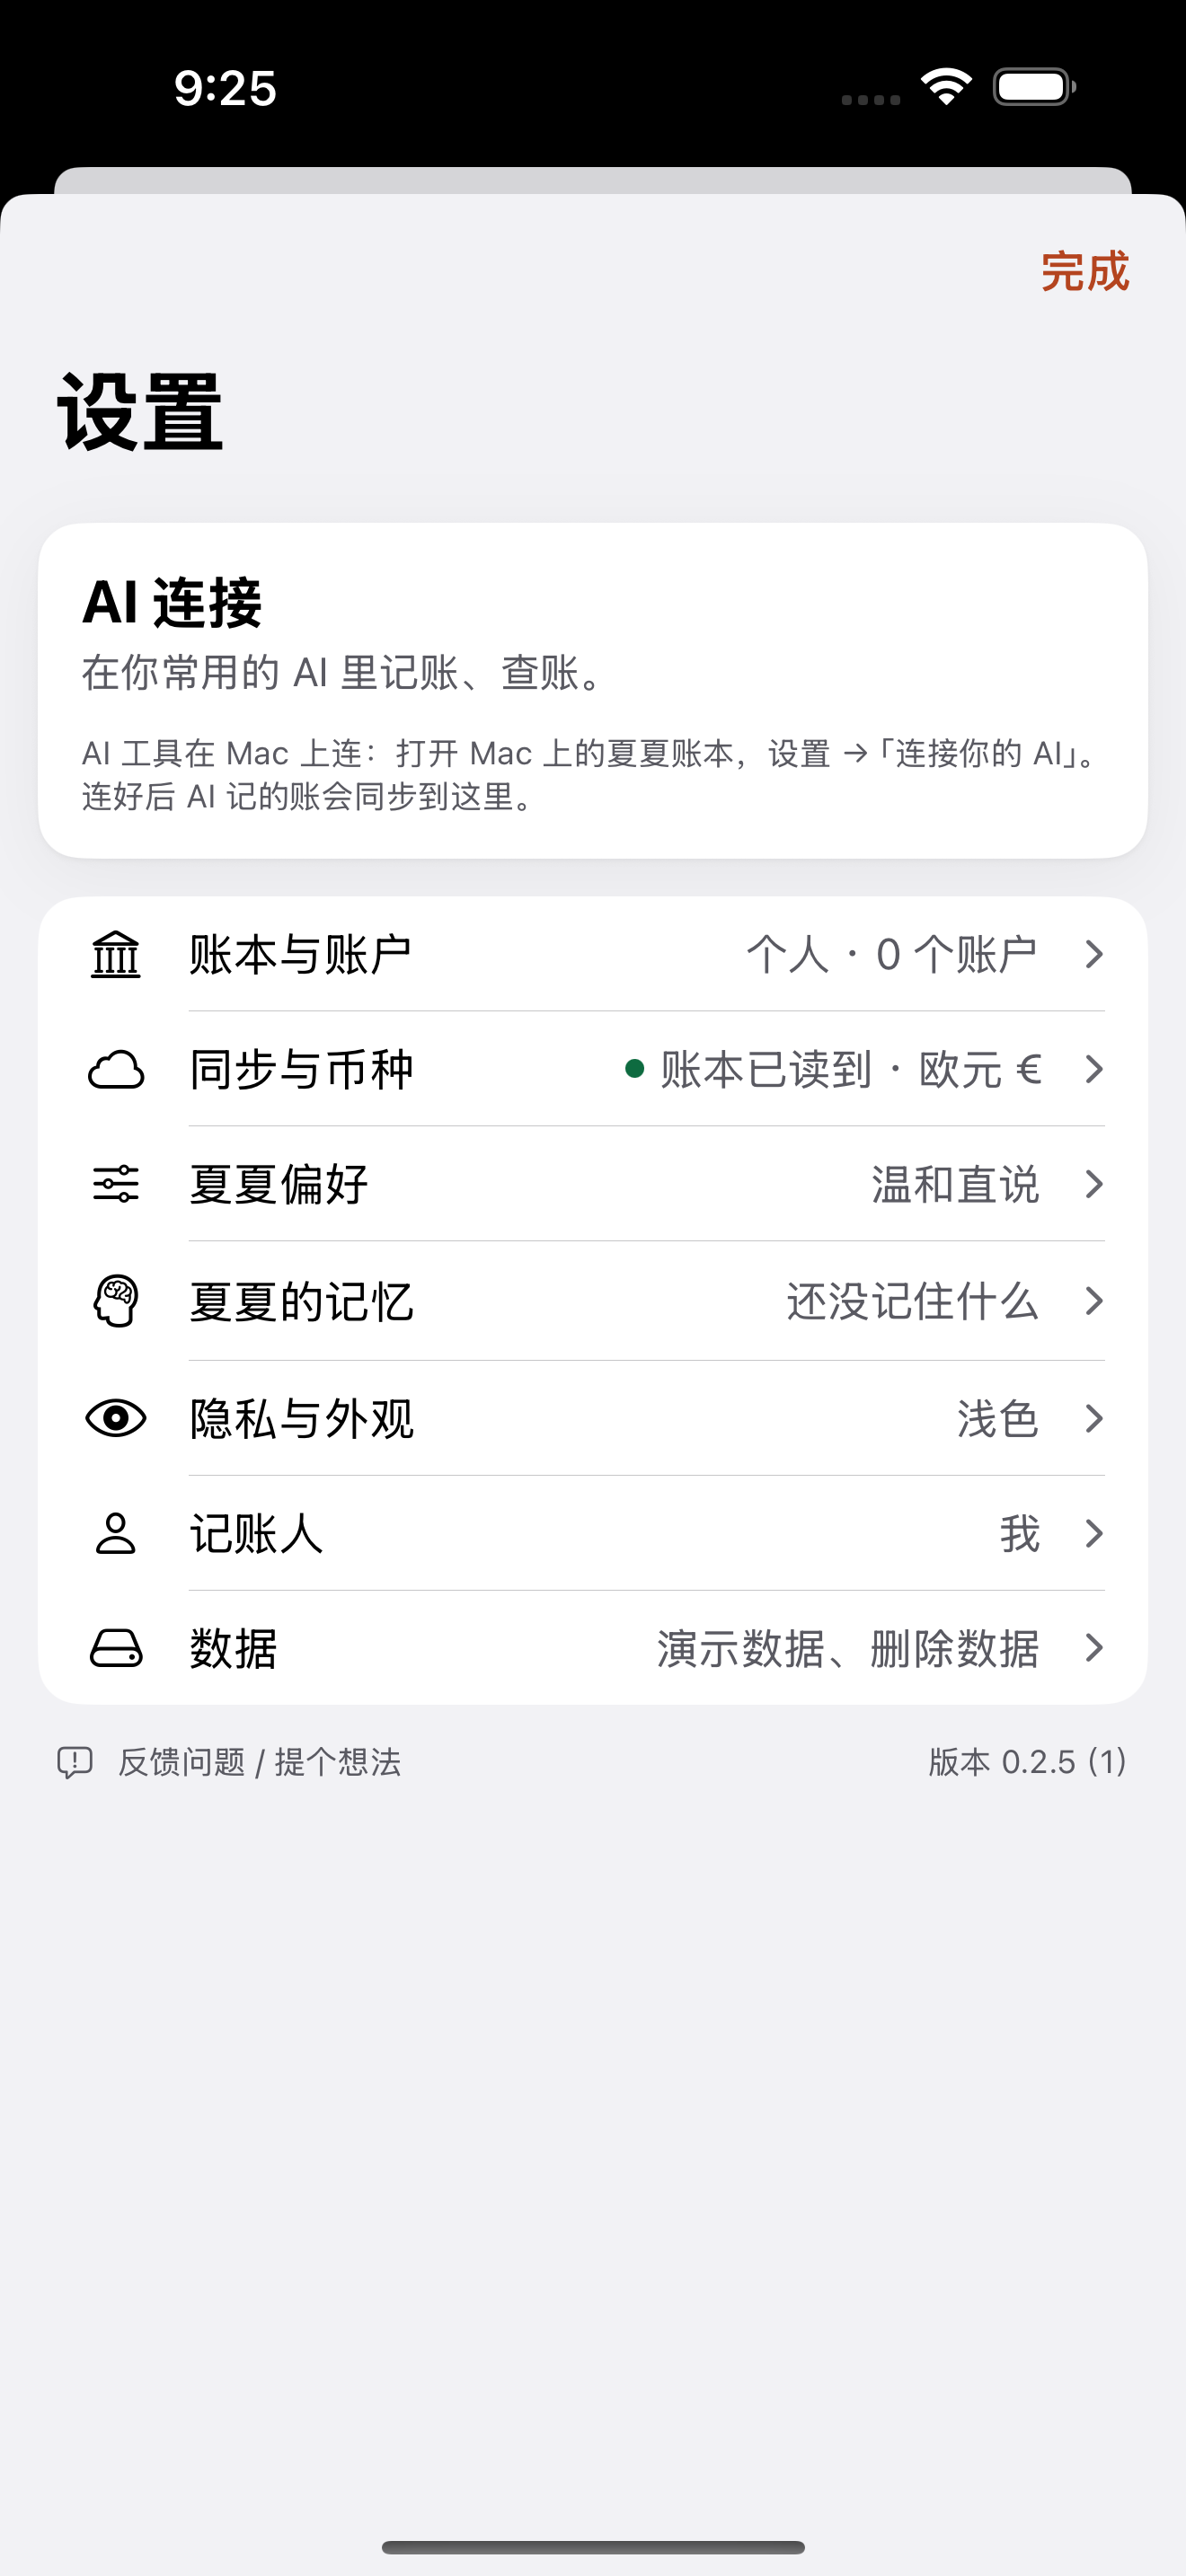 9:25
完成
设置
AI 连接
在你常用的 AI 里记账、查账。
AI 工具在 Mac 上连：打开 Mac 上的夏夏账本，设置 →「连接你的 AI」。
连好后 AI 记的账会同步到这里。
账本与账户 个人 · 0 个账户
同步与币种 账本已读到 · 欧元 €
夏夏偏好 温和直说
夏夏的记忆 还没记住什么
隐私与外观 浅色
记账人 我
数据 演示数据、删除数据
反馈问题 / 提个想法 版本 0.2.5 (1)